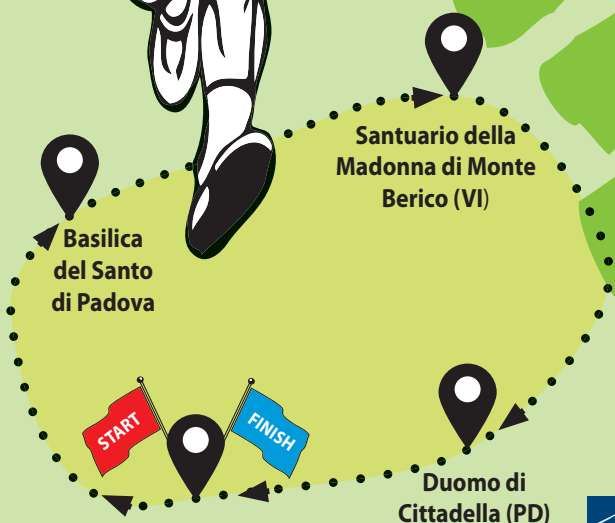 Santuario della
Madonna di Monte
Berico (VI)
Basilica
del Santo
di Padova
START
FINISH
Duomo di
Cittadella (PD)